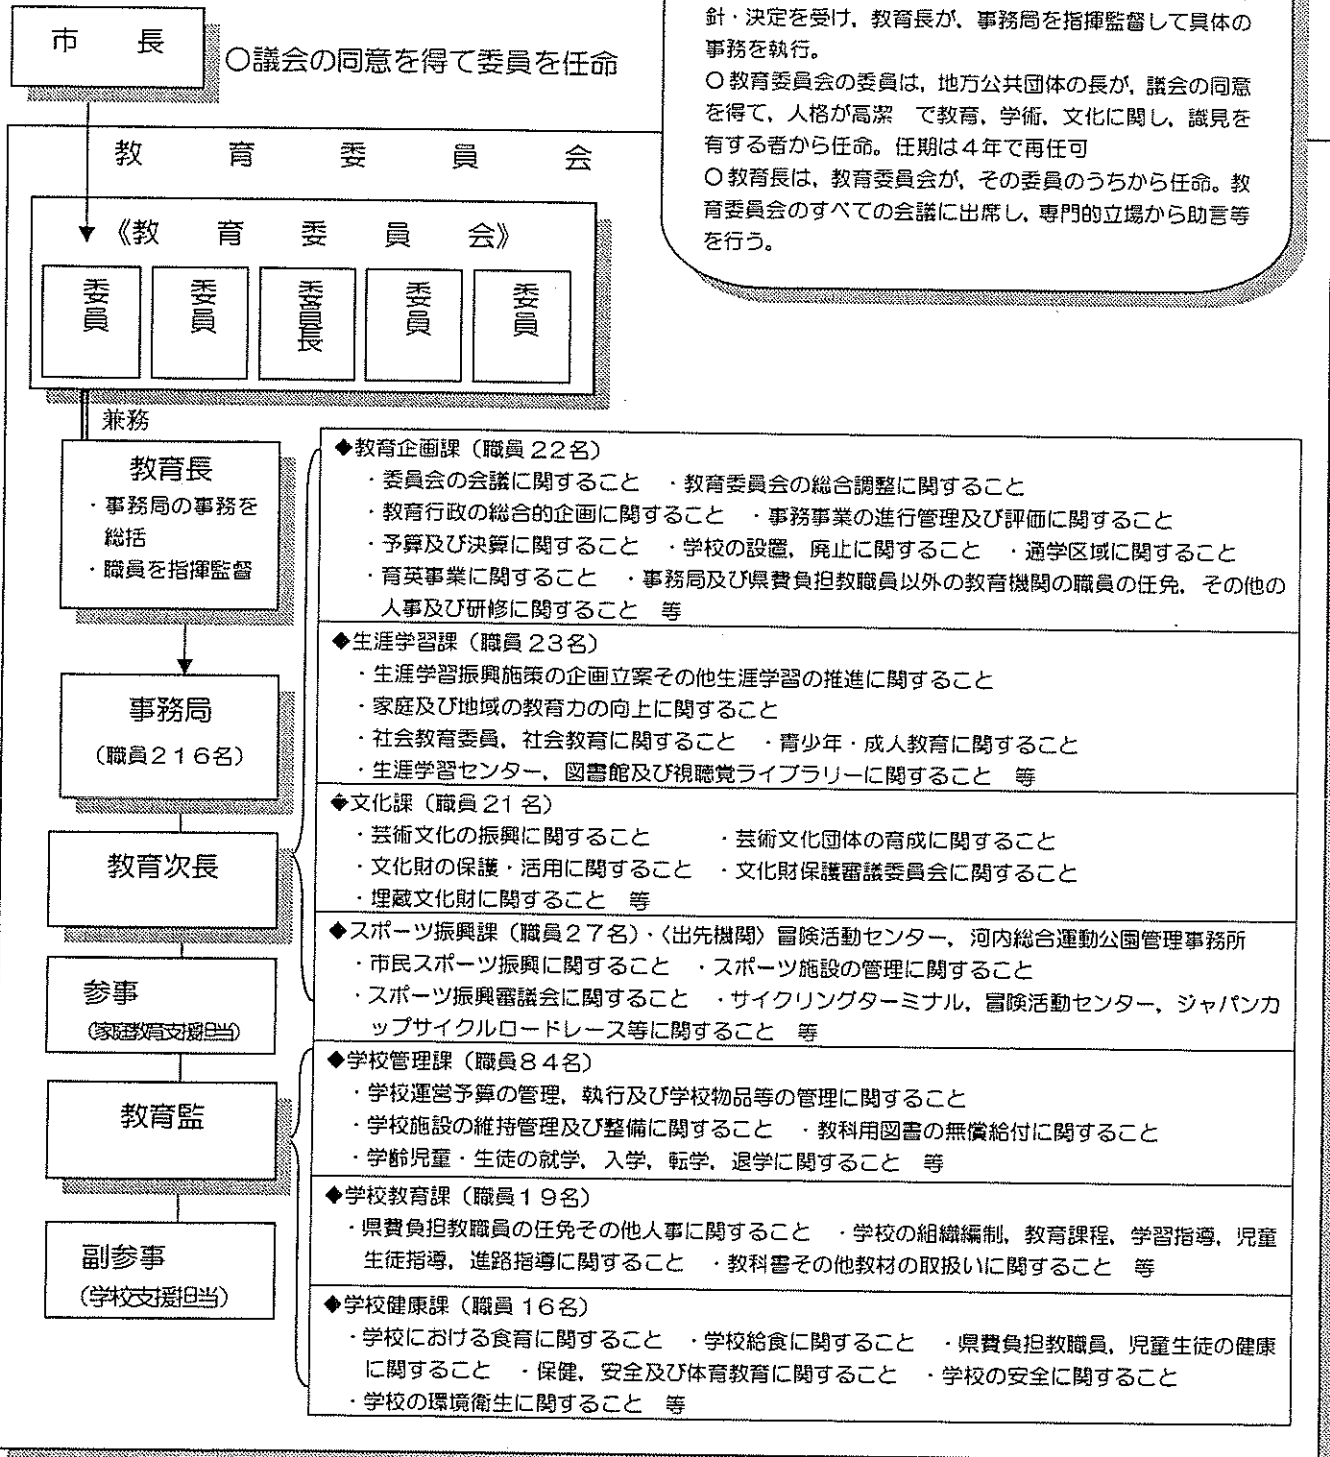 市　長
〇議会の同意を得て委員を任命
針・決定を受け，教育長が，事務局を指揮監督して具体の
事務を執行。
〇教育委員会の委員は，地方公共団体の長が，議会の同意
を得て，人格が高潔　で教育，学術，文化に関し，識見を
有する者から任命。任期は４年で再任可
〇教育長は，教育委員会が，その委員のうちから任命。教
育委員会のすべての会議に出席し，専門的立場から助言等
を行う。
教　育　委　員　会
《教　育　委　員　会》
委員
委員
委員長
委員
委員
兼務
教育長
・事務局の事務を
総括
・職員を指揮監督
事務局
（職員２１６名）
教育次長
参事
（家庭教育支援担当）
教育監
副参事
（学校支援担当）
◆教育企画課（職員２２名）
・委員会の会議に関すること　・教育委員会の総合調整に関すること
・教育行政の総合的企画に関すること　・事務事業の進行管理及び評価に関すること
・予算及び決算に関すること　・学校の設置，廃止に関すること　・通学区域に関すること
・育英事業に関すること　・事務局及び県費負担教職員以外の教育機関の職員の任免，その他の
人事及び研修に関すること　等
◆生涯学習課（職員２３名）
・生涯学習振興施策の企画立案その他生涯学習の推進に関すること
・家庭及び地域の教育力の向上に関すること
・社会教育委員，社会教育に関すること　・青少年・成人教育に関すること
・生涯学習センター，図書館及び視聴覚ライブラリーに関すること　等
◆文化課（職員２１名）
・芸術文化の振興に関すること　・芸術文化団体の育成に関すること
・文化財の保護・活用に関すること　・文化財保護審議委員会に関すること
・埋蔵文化財に関すること　等
◆スポーツ振興課（職員２７名）・〈出先機関〉冒険活動センター，河内総合運動公園管理事務所
・市民スポーツ振興に関すること　・スポーツ施設の管理に関すること
・スポーツ振興審議会に関すること　・サイクリングターミナル，冒険活動センター，ジャパンカ
ップサイクルロードレース等に関すること　等
◆学校管理課（職員８４名）
・学校運営予算の管理，執行及び学校物品等の管理に関すること
・学校施設の維持管理及び整備に関すること　・教科用図書の無償給付に関すること
・学齢児童・生徒の就学，入学，転学，退学に関すること　等
◆学校教育課（職員１９名）
・県費負担教職員の任免その他人事に関すること　・学校の組織編制，教育課程，学習指導，児童
生徒指導，進路指導に関すること　・教科書その他教材の取扱いに関すること　等
◆学校健康課（職員１６名）
・学校における食育に関すること　・学校給食に関すること　・県費負担教職員，児童生徒の健康
に関すること　・保健，安全及び体育教育に関すること　・学校の安全に関すること
・学校の環境衛生に関すること　等